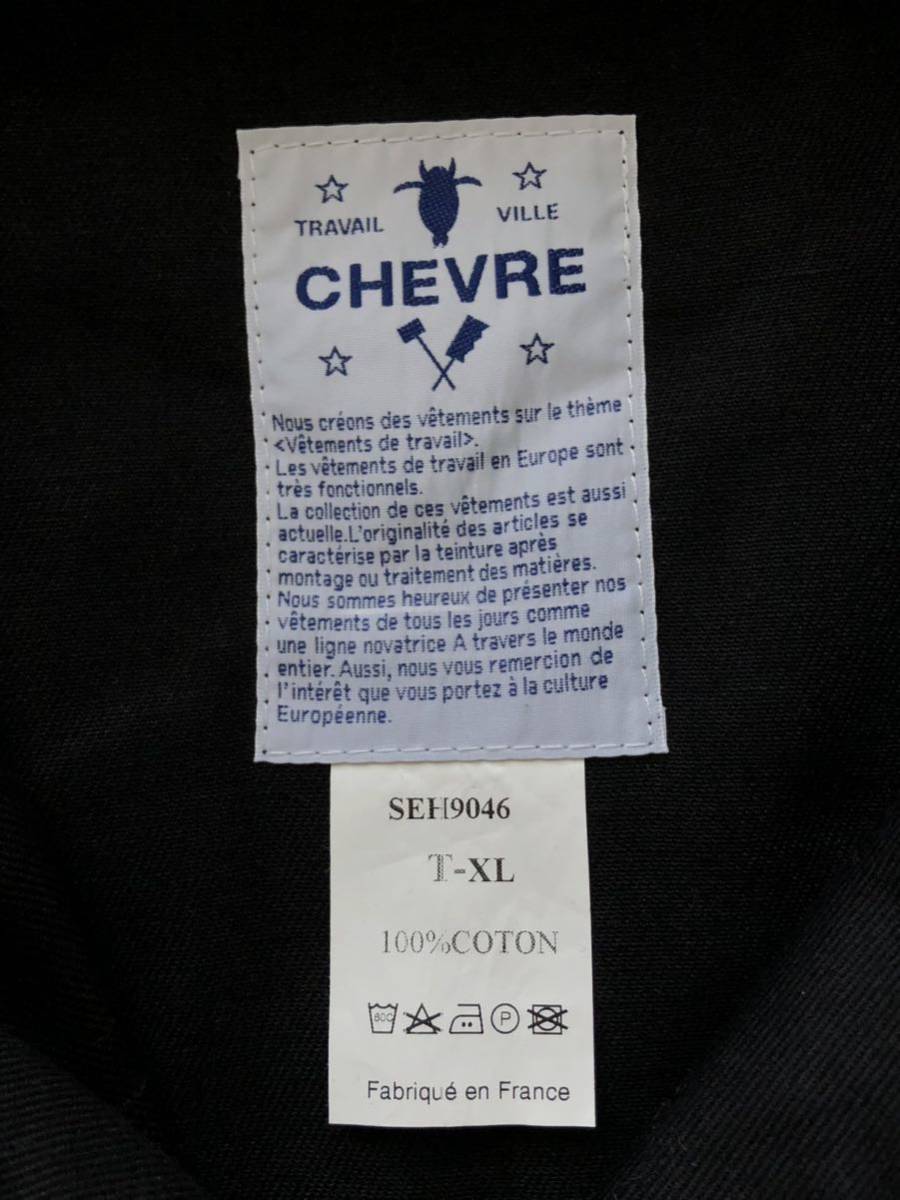 TRAVAIL VILLE
CHEVRE
Nous créons des vêtements sur le thème
<Vêtements de travail>.
Les vêtements de travail en Europe sont
très fonctionnels.
La collection de ces vêtements est aussi
actuelle.L'originalité des articles se
caractérise par la teinture après
montage ou traitement des matières.
Nous sommes heureux de présenter nos
vêtements de tous les jours comme
une ligne novatrice A travers le monde
entier. Aussi, nous vous remercion de
l'intérêt que vous portez à la culture
Européenne.
SEH9046
T-XL
100%COTON
60C P
Fabriqué en France